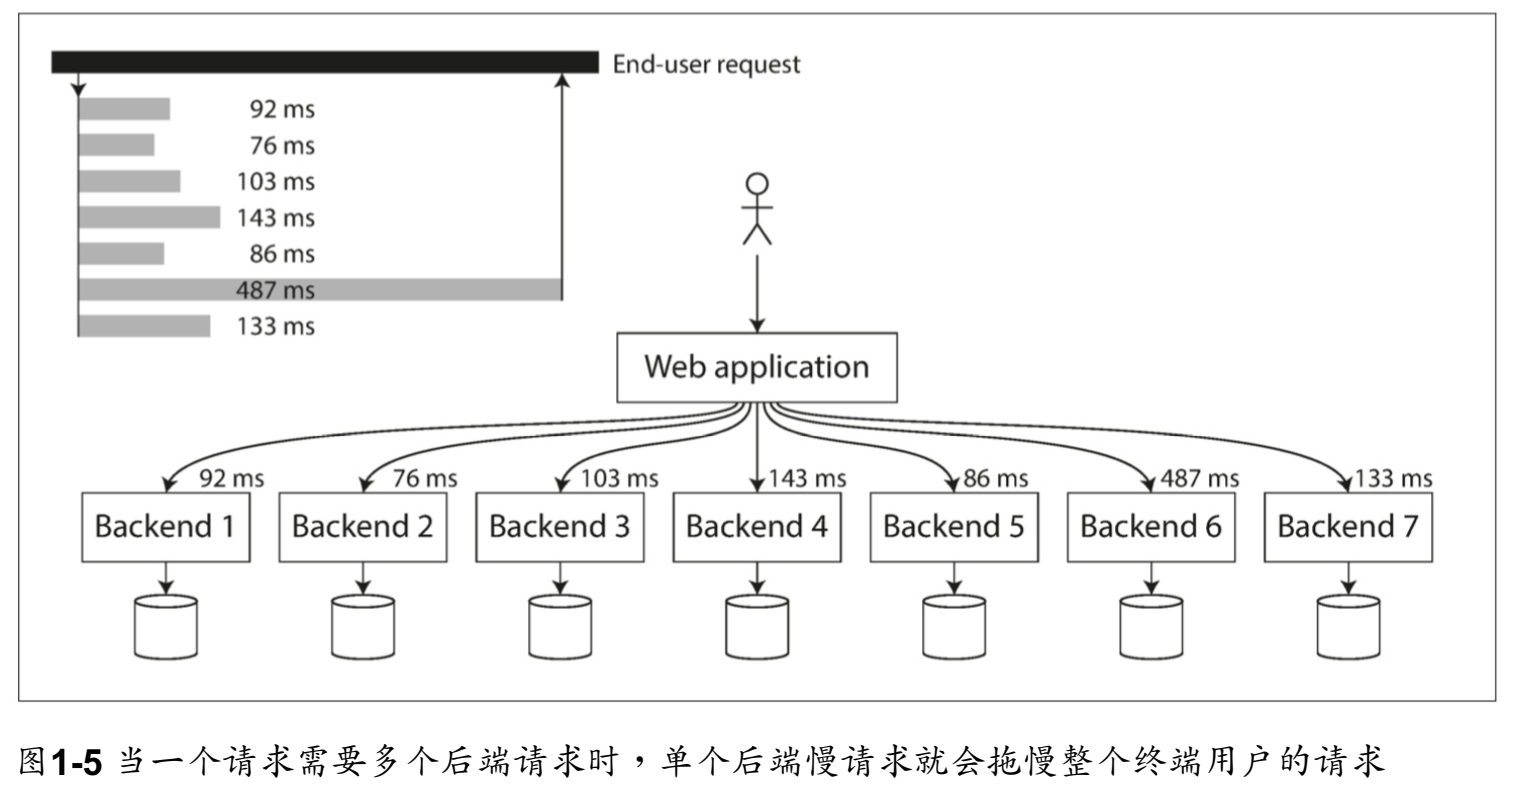 End-user request
92 ms
76 ms
103 ms
143 ms
86 ms
487 ms
133 ms
Web application
92 ms 76 ms 103 ms 143 ms 86 ms 487 ms 133 ms
Backend 1 Backend 2 Backend 3 Backend 4 Backend 5 Backend 6 Backend 7
图1-5 当一个请求需要多个后端请求时，单个后端慢请求就会拖慢整个终端用户的请求